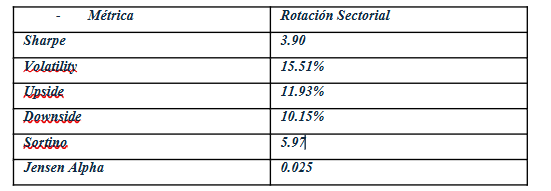 - Métrica Rotación Sectorial
Sharpe 3.90
Volatility 15.51%
Upside 11.93%
Downside 10.15%
Sortino 5.97
Jensen Alpha 0.025